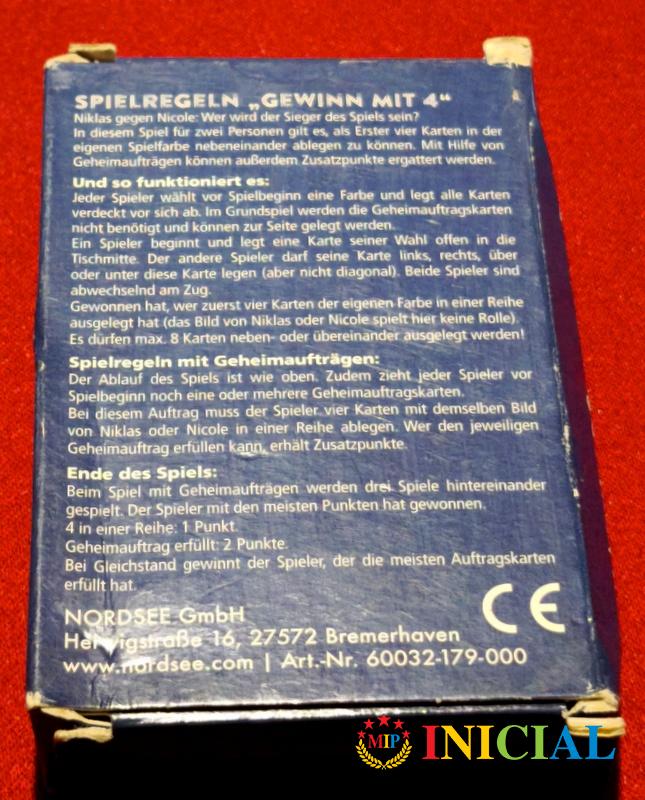 SPIELREGELN „GEWINN MIT 4“
Niklas gegen Nicole: Wer wird der Sieger des Spiels sein?
In diesem Spiel für zwei Personen gilt es, als Erster vier Karten in der
eigenen Spielfarbe nebeneinander ablegen zu können. Mit Hilfe von
Geheimaufträgen können außerdem Zusatzpunkte ergattert werden.
Und so funktioniert es:
Jeder Spieler wählt vor Spielbeginn eine Farbe und legt alle Karten
verdeckt vor sich ab. Im Grundspiel werden die Geheimauftragskarten
nicht benötigt und können zur Seite gelegt werden.
Ein Spieler beginnt und legt eine Karte seiner Wahl offen in die
Tischmitte. Der andere Spieler darf seine Karte links, rechts, über
oder unter diese Karte legen (aber nicht diagonal). Beide Spieler sind
abwechselnd am Zug.
Gewonnen hat, wer zuerst vier Karten der eigenen Farbe in einer Reihe
ausgelegt hat (das Bild von Niklas oder Nicole spielt hier keine Rolle).
Es dürfen max. 8 Karten neben- oder übereinander ausgelegt werden!
Spielregeln mit Geheimaufträgen:
Der Ablauf des Spiels ist wie oben. Zudem zieht jeder Spieler vor
Spielbeginn noch eine oder mehrere Geheimauftragskarten.
Bei diesem Auftrag muss der Spieler vier Karten mit demselben Bild
von Niklas oder Nicole in einer Reihe ablegen. Wer den jeweiligen
Geheimauftrag erfüllen kann, erhält Zusatzpunkte.
Ende des Spiels:
Beim Spiel mit Geheimaufträgen werden drei Spiele hintereinander
gespielt. Der Spieler mit den meisten Punkten hat gewonnen.
4 in einer Reihe: 1 Punkt.
Geheimauftrag erfüllt: 2 Punkte.
Bei Gleichstand gewinnt der Spieler, der die meisten Auftragskarten
erfüllt hat.
NORDSEE GmbH
Herwigstraße 16, 27572 Bremerhaven
www.nordsee.com | Art.-Nr. 60032-179-000
CE
MIP INICIAL